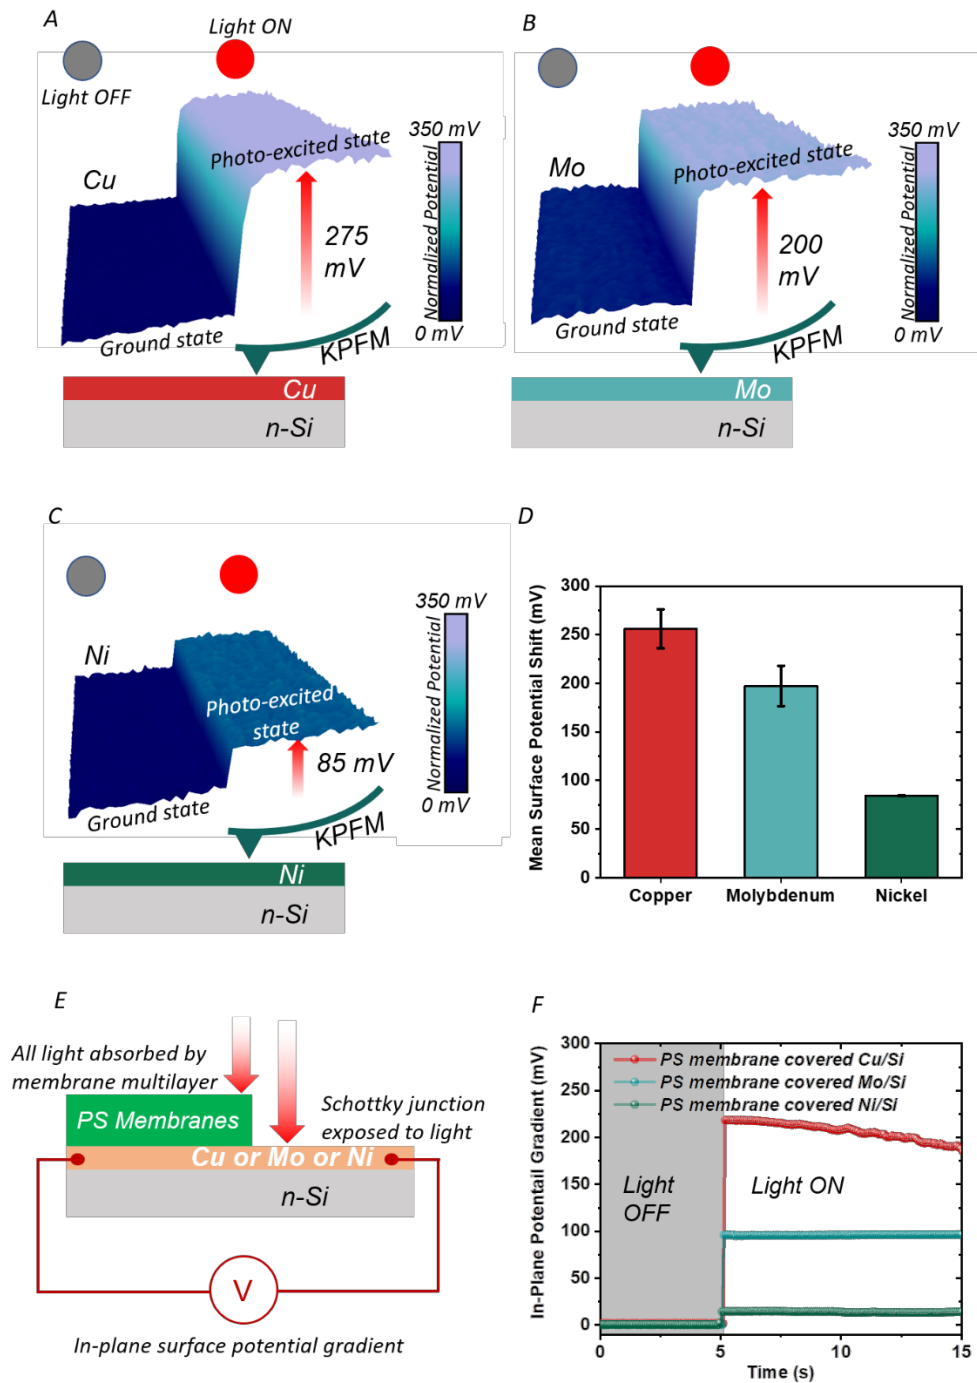 A
Light ON
Light OFF
Cu
Photo-excited state
275
mV
Ground state
KPFM
350 mV
Normalized Potential
0 mV
Cu
n-Si
B
Mo
Photo-excited state
200
mV
Ground state
KPFM
350 mV
Normalized Potential
0 mV
Mo
n-Si
C
Ni
Photo-excited
state
85 mV
Ground state
KPFM
350 mV
Normalized Potential
0 mV
Ni
n-Si
D
Mean Surface Potential Shift (mV)
300
250
200
150
100
50
0
Copper
Molybdenum
Nickel
E
All light absorbed by
membrane multilayer
PS Membranes
Schottky junction
exposed to light
Cu or Mo or Ni
n-Si
V
In-plane surface potential gradient
F
In-Plane Potentail Gradient (mV)
300
250
200
150
100
50
0
PS membrane covered Cu/Si
PS membrane covered Mo/Si
PS membrane covered Ni/Si
Light
OFF
Light ON
0
5
10
15
Time (s)